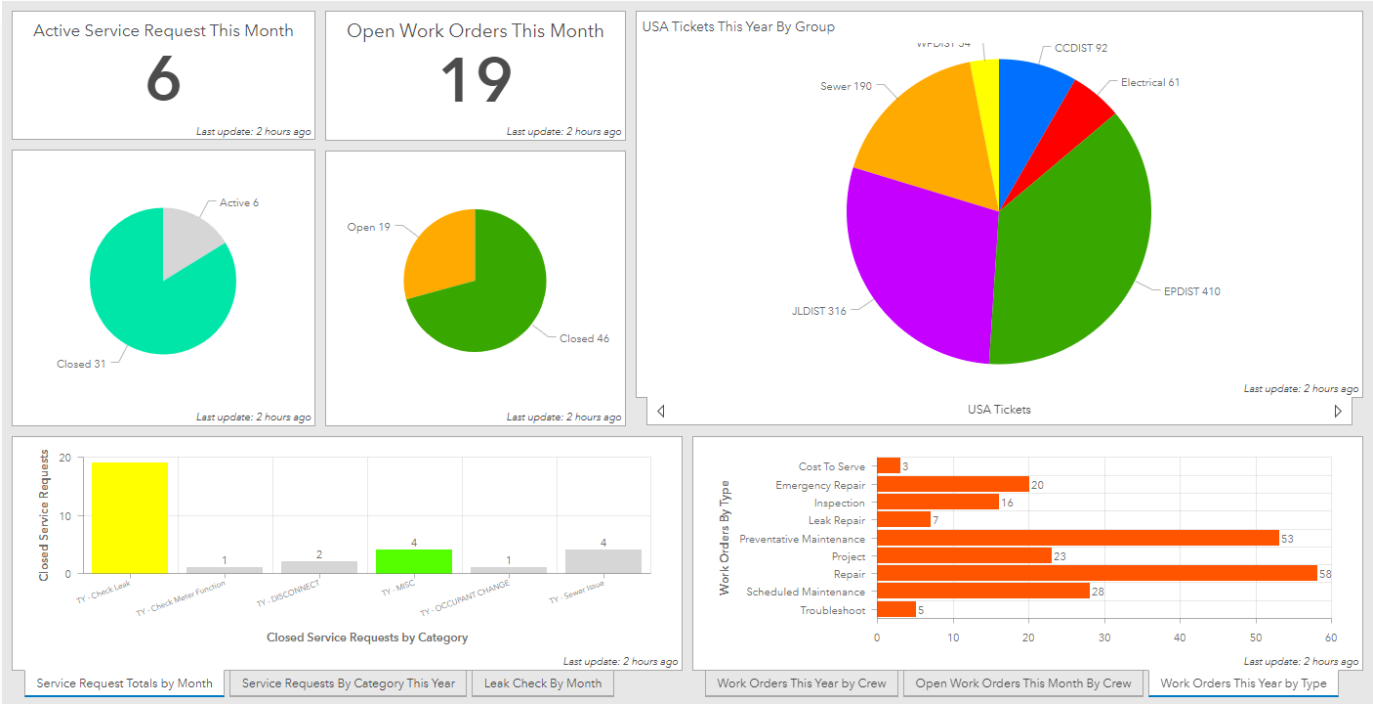 Active Service Request This Month
6
Last update: 2 hours ago
Open Work Orders This Month
19
Last update: 2 hours ago
USA Tickets This Year By Group
CCDIST 92
Electrical 61
Sewer 190
JLDIST 316
EPDIST 410
Last update: 2 hours ago
USA Tickets
Active 6
Closed 31
Last update: 2 hours ago
Open 19
Closed 46
Last update: 2 hours ago
Closed Service Requests
20
10
0
1
2
4
1
4
TY - Check Leak
TY - Check Meter Function
TY - DISCONNECT
TY - MISC
TY - OCCUPANT CHANGE
TY - Sewer Issue
Closed Service Requests by Category
Last update: 2 hours ago
Service Request Totals by Month
Service Requests By Category This Year
Leak Check By Month
Work Orders By Type
Cost To Serve 3
Emergency Repair 20
Inspection 16
Leak Repair 7
Preventative Maintenance 53
Project 23
Repair 58
Scheduled Maintenance 28
Troubleshoot 5
0 10 20 30 40 50 60
Last update: 2 hours ago
Work Orders This Year by Crew
Open Work Orders This Month By Crew
Work Orders This Year by Type